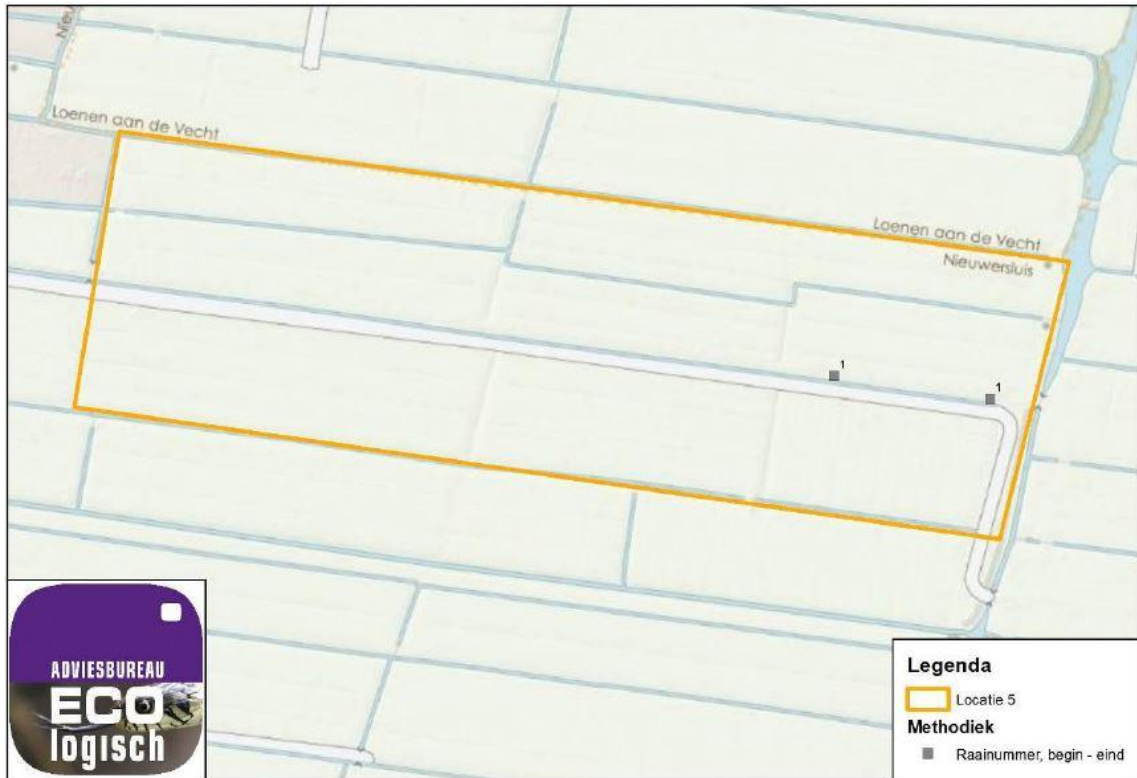 Nieu
Loenen aan de Vecht
Loenen aan de Vecht
Nieuwersluis
1
1
ADVIESBUREAU
ECO
logisch
Legenda
Locatie 5
Methodiek
Raainummer, begin - eind